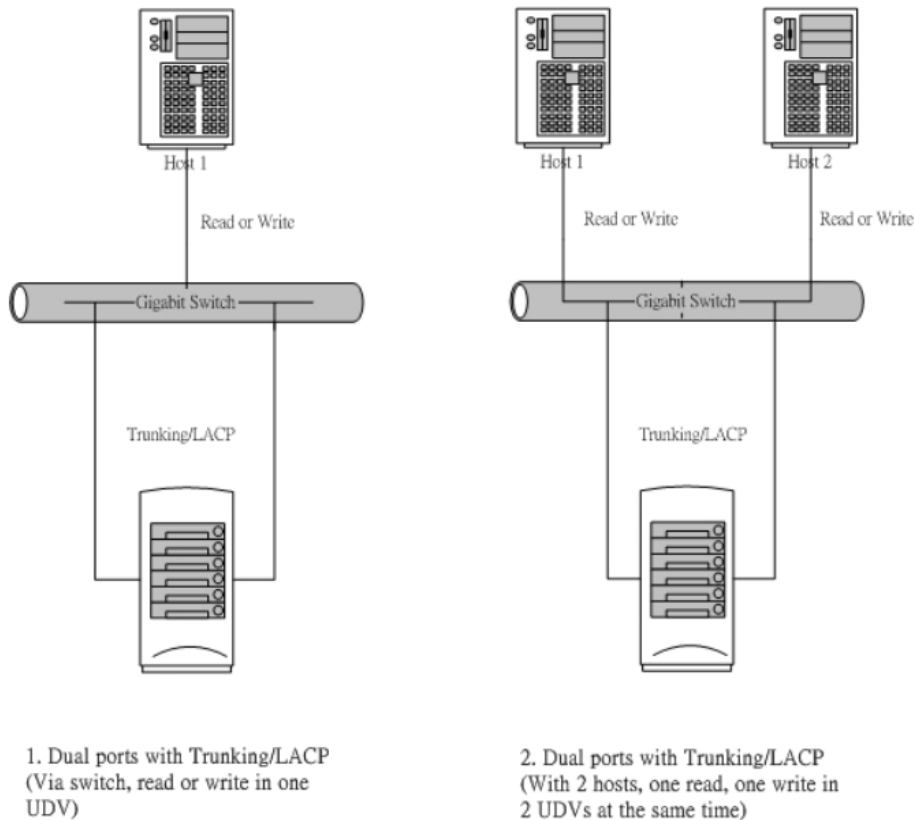 Host 1
Read or Write
Gigabit Switch
Trunking/LACP
1. Dual ports with Trunking/LACP
(Via switch, read or write in one
UDV)
Host 1
Host 2
Read or Write
Read or Write
Gigabit Switch
Trunking/LACP
2. Dual ports with Trunking/LACP
(With 2 hosts, one read, one write in
2 UDVs at the same time)